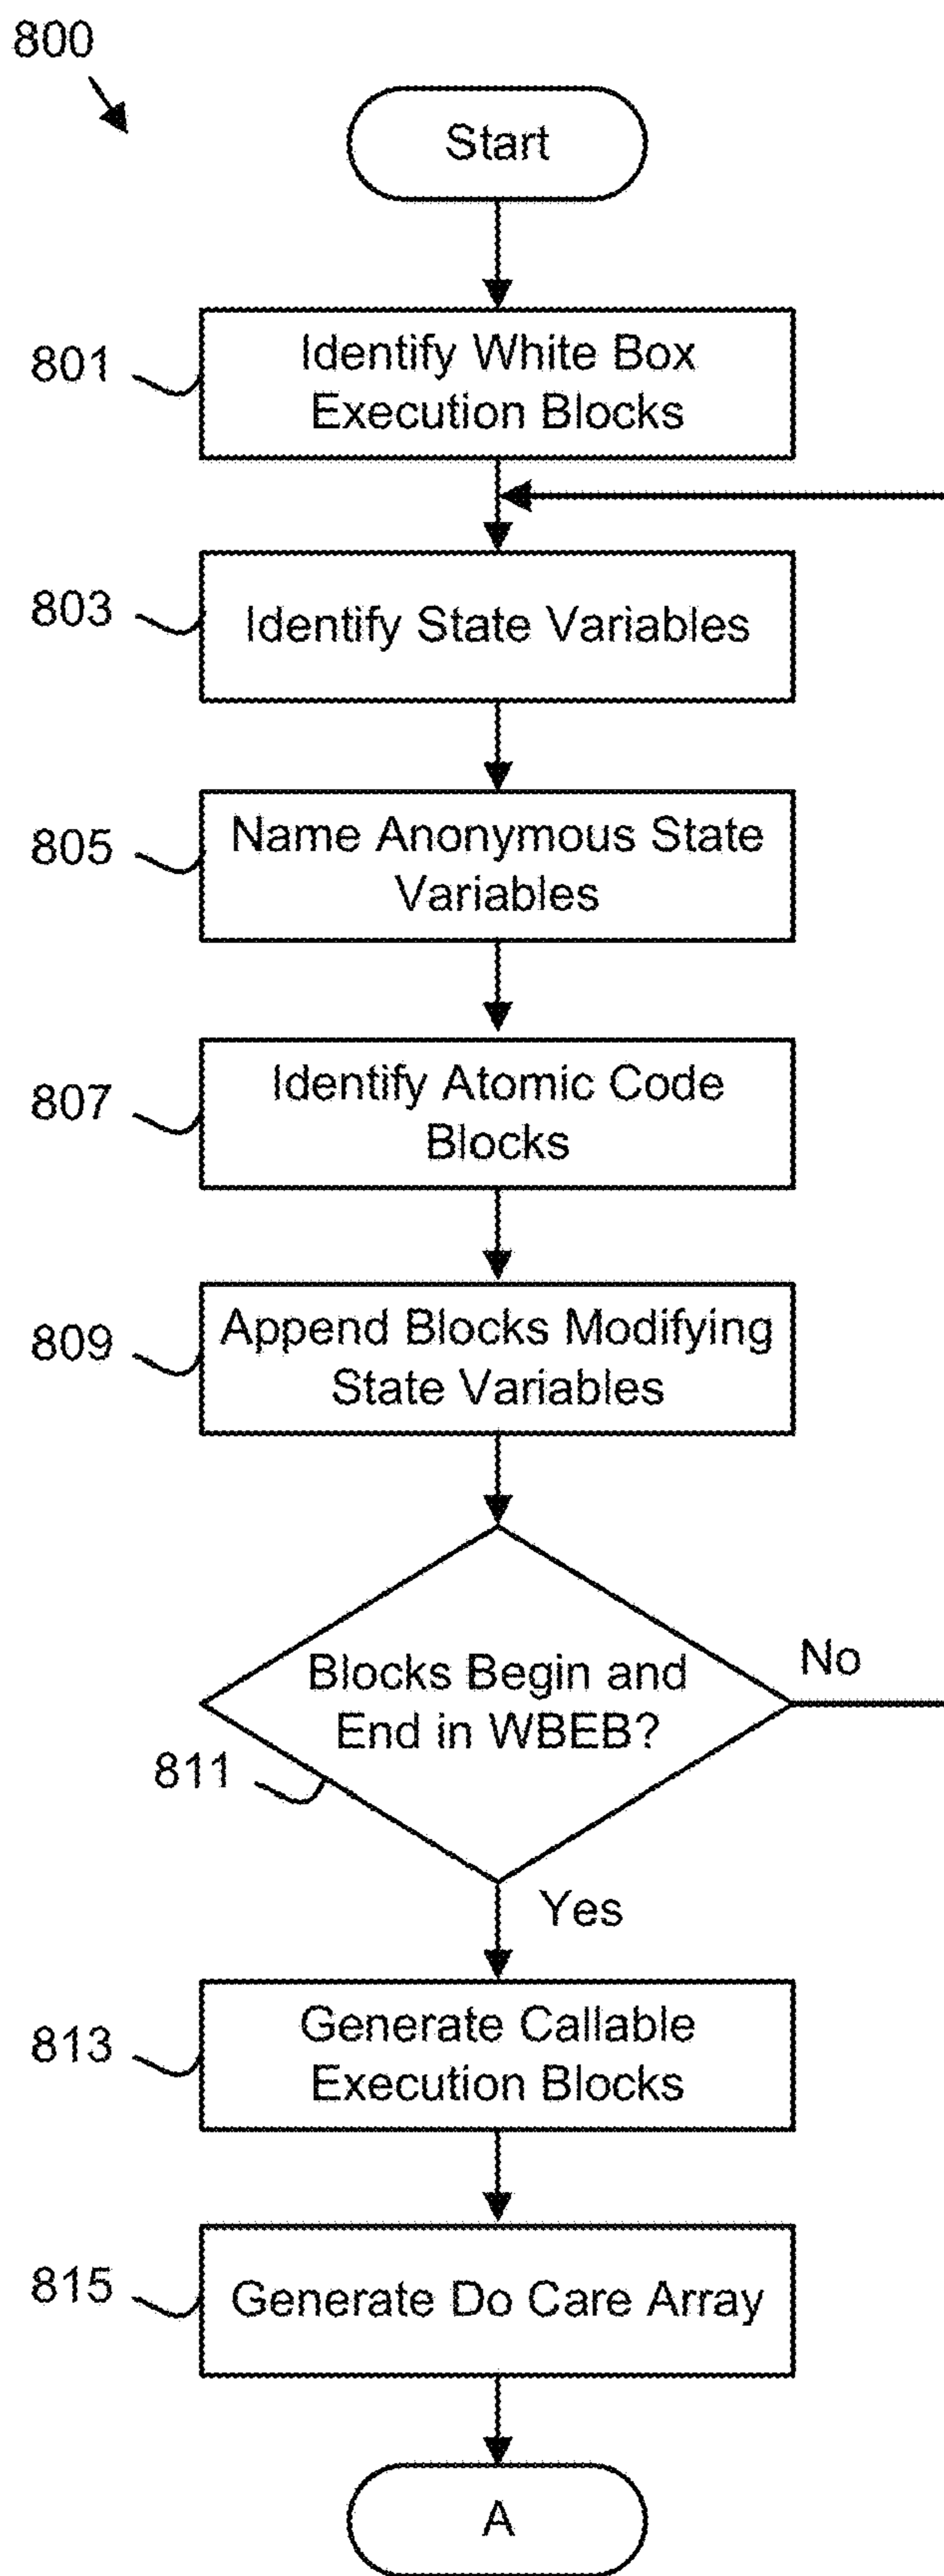 800
Start
801
Identify White Box
Execution Blocks
803
Identify State Variables
805
Name Anonymous State
Variables
807
Identify Atomic Code
Blocks
809
Append Blocks Modifying
State Variables
Blocks Begin and
End in WBEB?
No
811
Yes
813
Generate Callable
Execution Blocks
815
Generate Do Care Array
A